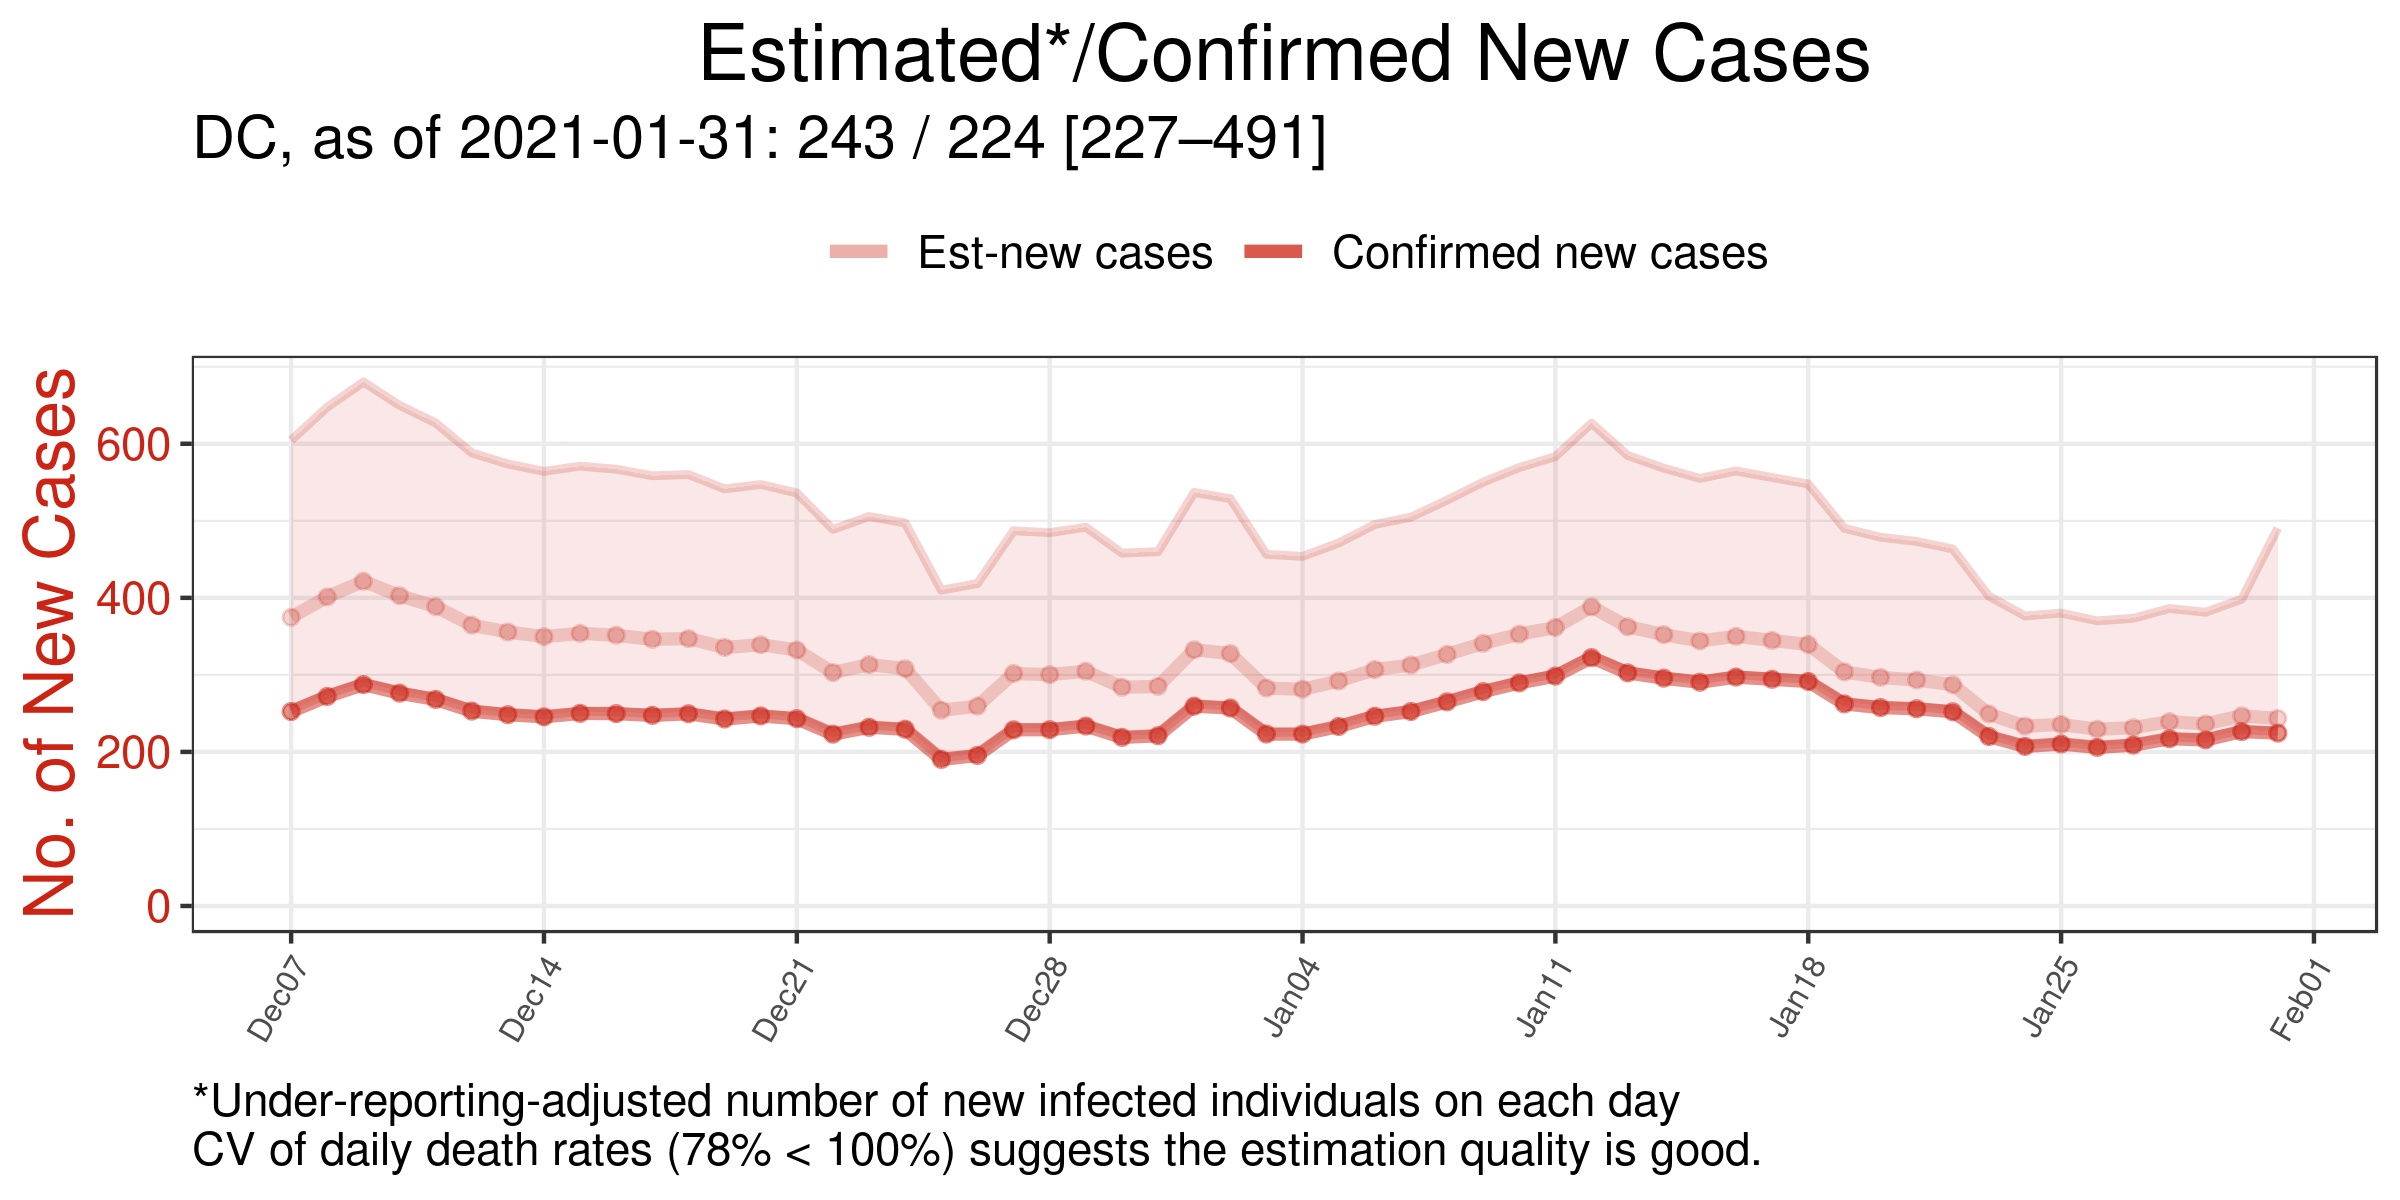 Estimated*/Confirmed New Cases
DC, as of 2021-01-31: 243 / 224 [227–491]
Est-new cases
Confirmed new cases
No. of New Cases
600
400
200
0
Dec07
Dec14
Dec21
Dec28
Jan04
Jan11
Jan18
Jan25
Feb01
*Under-reporting-adjusted number of new infected individuals on each day
CV of daily death rates (78% < 100%) suggests the estimation quality is good.